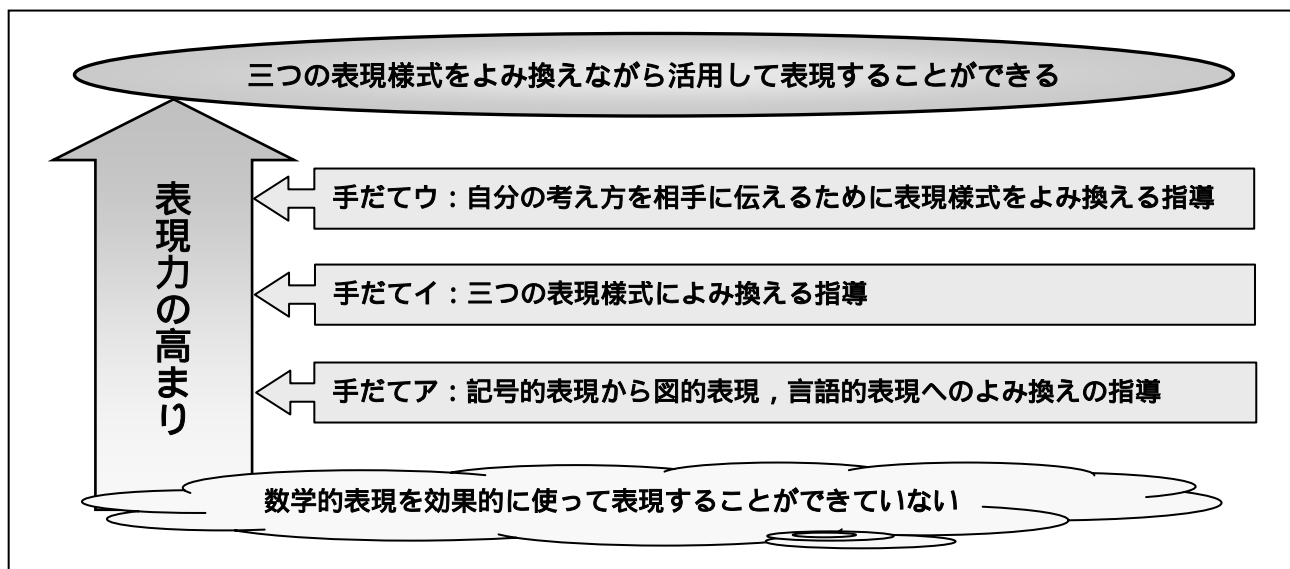 三つの表現様式をよみ換えながら活用して表現することができる
表現力の高まり
手だてウ：自分の考え方を相手に伝えるために表現様式をよみ換える指導
手だてイ：三つの表現様式によみ換える指導
手だてア：記号的表現から図的表現，言語的表現へのよみ換えの指導
数学的表現を効果的に使って表現することができていない